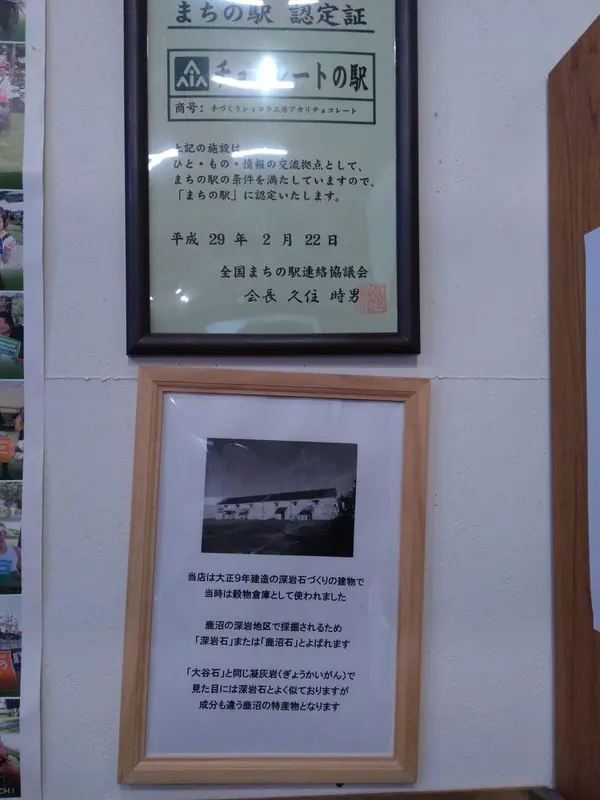 まちの駅 認定証
チョコレートの駅
商号：手づくりショコラ工房アウリチョコレート
上記の施設は
ひと・もの・情報の交流拠点として、
まちの駅の条件を満たしていますので、
「まちの駅」に認定いたします。
平成 29 年 2 月 22 日
全国まちの駅連絡協議会
会長 久住 時男
当店は大正9年建造の深岩石づくりの建物で
当時は穀物倉庫として使われました
鹿沼の深岩地区で採掘されるため
「深岩石」または「鹿沼石」とよばれます
「大谷石」と同じ凝灰岩(ぎょうかいがん)で
見た目には深岩石とよく似ておりますが
成分も違う鹿沼の特産物となります